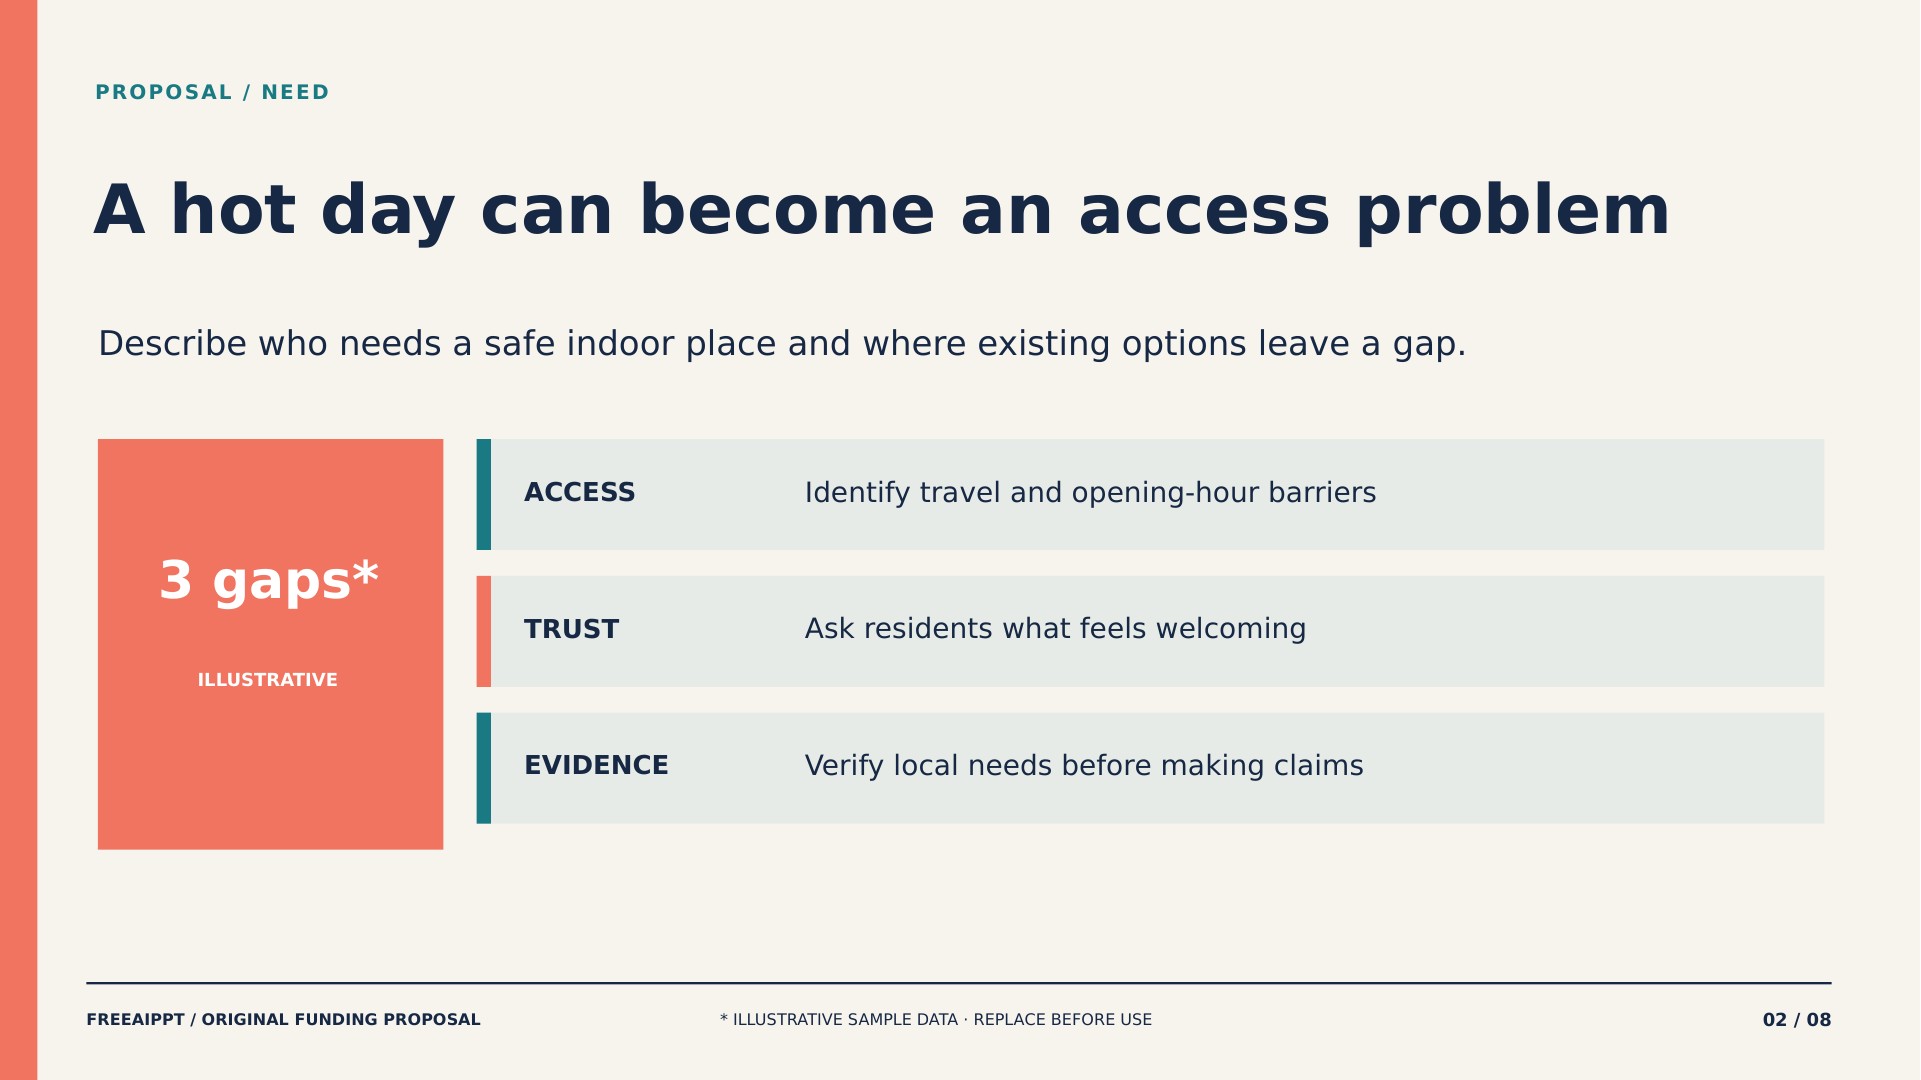 PROPOSAL / NEED
A hot day can become an access problem
Describe who needs a safe indoor place and where existing options leave a gap.
3 gaps*
ILLUSTRATIVE
ACCESS Identify travel and opening-hour barriers
TRUST Ask residents what feels welcoming
EVIDENCE Verify local needs before making claims
FREEAIPPT / ORIGINAL FUNDING PROPOSAL * ILLUSTRATIVE SAMPLE DATA · REPLACE BEFORE USE 02 / 08